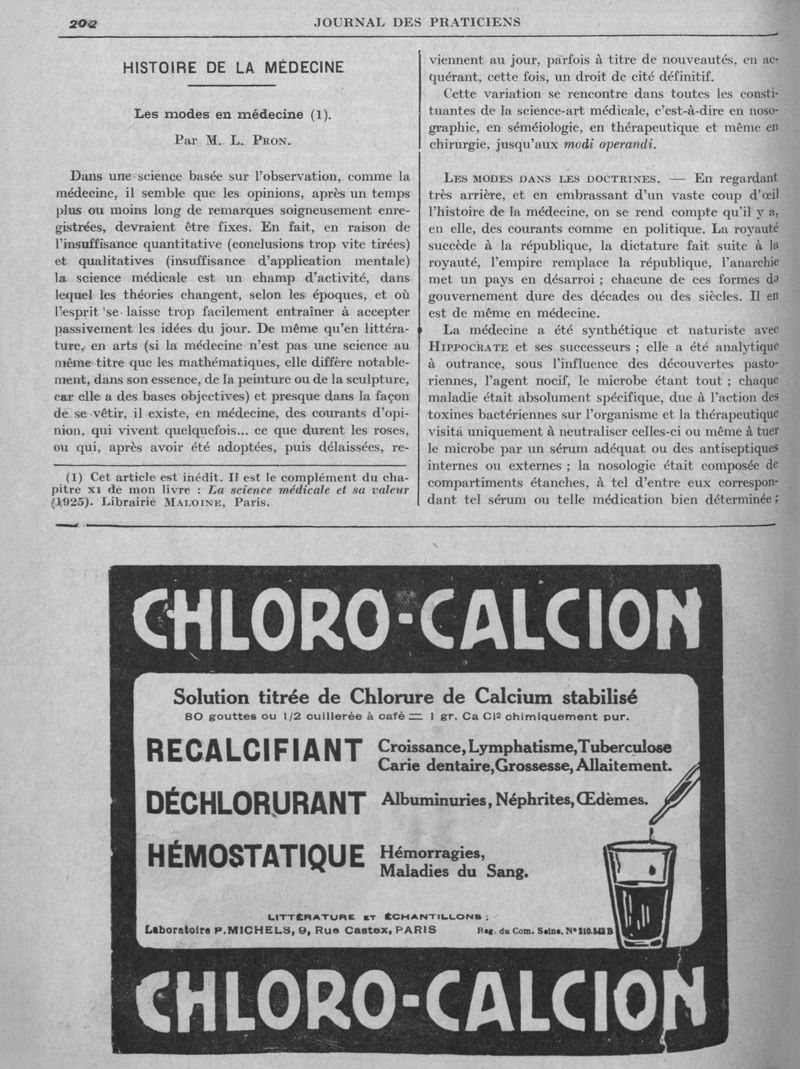 202
JOURNAL DES PRATICIENS
HISTOIRE DE LA MÉDECINE
Les modes en médecine (1).
Par M. L. PRON.
Dans une science basée sur l'observation, comme la
médecine, il semble que les opinions, après un temps
plus ou moins long de remarques soigneusement enre-
gistrées, devraient être fixes. En fait, en raison de
l'insuffisance quantitative (conclusions trop vite tirées)
et qualitatives (insuffisance d'application mentale)
la science médicale est un champ d'activité, dans
lequel les théories changent, selon les époques, et où
l'esprit se laisse trop facilement entraîner à accepter
passivement les idées du jour. De même qu'en littéra-
ture, en arts (si la médecine n'est pas une science au
même titre que les mathématiques, elle diffère notable-
ment, dans son essence, de la peinture ou de la sculpture,
car elle a des bases objectives) et presque dans la façon
de se vêtir, il existe, en médecine, des courants d'opi-
nion, qui vivent quelquefois... ce que durent les roses,
ou qui, après avoir été adoptées, puis délaissées, re-
(1) Cet article est inédit. Il est le complément du cha-
pitre XI de mon livre : La science médicale et sa valeur
(1925). Librairie MALOINE, Paris.
viennent au jour, parfois à titre de nouveautés, en ac-
quérant, cette fois, un droit de cité définitif.
Cette variation se rencontre dans toutes les consti-
tuantes de la science-art médicale, c'est-à-dire en noso-
graphie, en séméiologie, en thérapeutique et même en
chirurgie, jusqu'aux modi operandi.
LES MODES DANS LES DOCTRINES. — En regardant
très arrière, et en embrassant d'un vaste coup d'œil
l'histoire de la médecine, on se rend compte qu'il y a,
en elle, des courants comme en politique. La royauté
succède à la république, la dictature fait suite à la
royauté, l'empire remplace la république, l'anarchie
met un pays en désarroi ; chacune de ces formes de
gouvernement dure des décades ou des siècles. Il en
est de même en médecine.
La médecine a été synthétique et naturiste avec
HIPPOCRATE et ses successeurs ; elle a été analytique
à outrance, sous l'influence des découvertes pasto-
riennes, l'agent nocif, le microbe étant tout ; chaque
maladie était absolument spécifique, due à l'action des
toxines bactériennes sur l'organisme et la thérapeutique
visita uniquement à neutraliser celles-ci ou même à tuer
le microbe par un sérum adéquat ou des antiseptiques
internes ou externes ; la nosologie était composée de
compartiments étanches, à tel d'entre eux correspon-
dant tel sérum ou telle médication bien déterminée ;
CHLORO-CALCION
Solution titrée de Chlorure de Calcium stabilisé
80 gouttes ou 1/2 cuillerée à café = 1 gr. Ca Cl² chimiquement pur.
RECALCIFIANT Croissance, Lymphatisme, Tuberculose
Carie dentaire, Grossesse, Allaitement.
DÉCHLORURANT Albuminuries, Néphrites, Œdèmes.
HÉMOSTATIQUE Hémorragies,
Maladies du Sang.
LITTÉRATURE ET ÉCHANTILLONS :
Laboratoire P. MICHELS, 9, Rue Castex, PARIS Reg. du Com. Seine, N° 210.542 B
CHLORO-CALCION